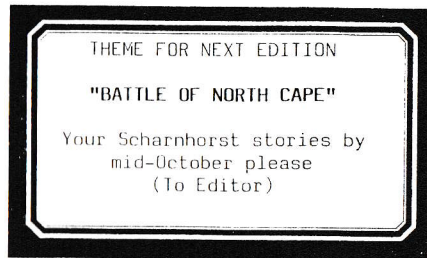 THEME FOR NEXT EDITION
"BATTLE OF NORTH CAPE"
Your Scharnhorst stories by
mid-October please
(To Editor)